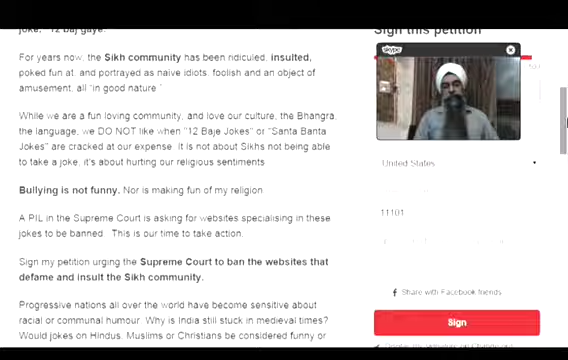 joke, "12 baj gaye."
Sign this petition
For years now, the Sikh community has been ridiculed, insulted,
poked fun at, and portrayed as naive idiots, foolish and an object of
amusement, all "in good nature."
While we are a fun loving community, and love our culture, the Bhangra,
the language, we DO NOT like when "12 Baje Jokes" or "Santa Banta
Jokes" are cracked at our expense. It is not about Sikhs not being able
to take a joke, it's about hurting our religious sentiments
Bullying is not funny. Nor is making fun of my religion
A PIL in the Supreme Court is asking for websites specialising in these
jokes to be banned. This is our time to take action.
Sign my petition urging the Supreme Court to ban the websites that
defame and insult the Sikh community.
Progressive nations all over the world have become sensitive about
racial or communal humour. Why is India still stuck in medieval times?
Would jokes on Hindus, Muslims or Christians be considered funny or
skype
United States
11101
Share with Facebook friends
Sign